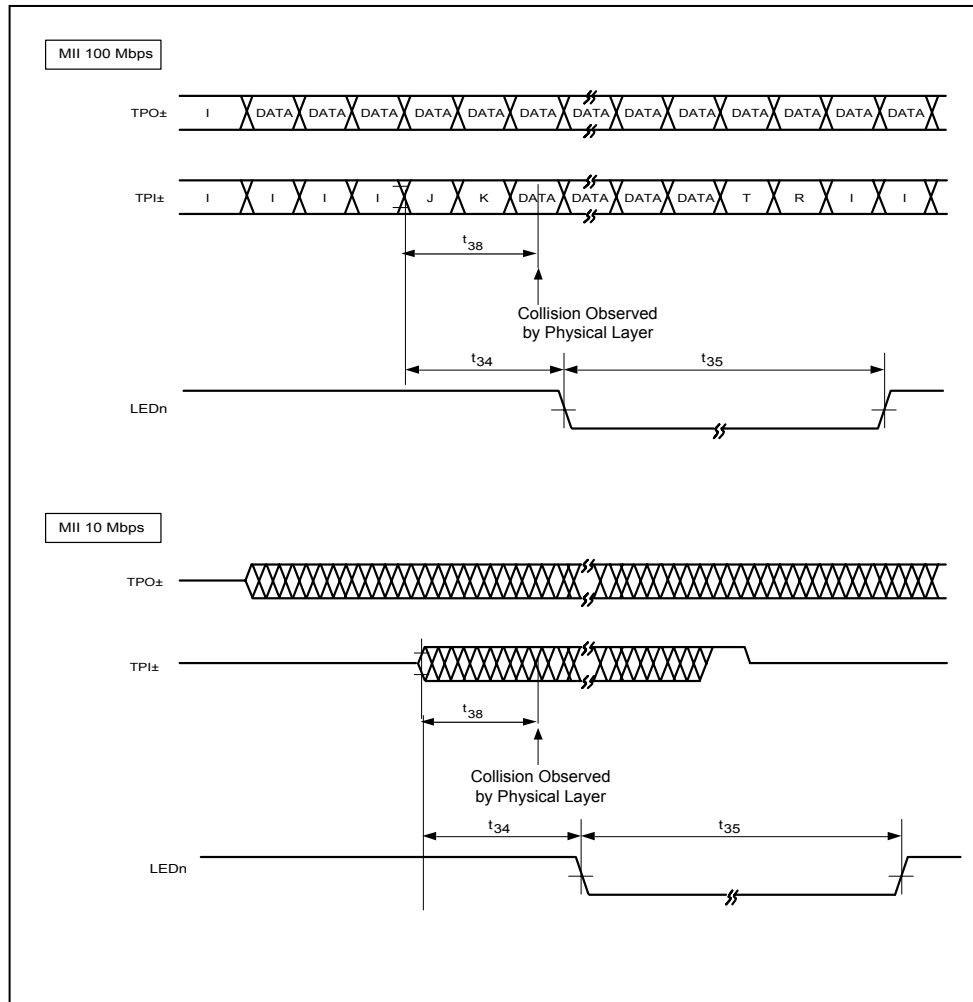 MII 100 Mbps
TPO± I DATA DATA DATA DATA DATA DATA DATA DATA DATA DATA DATA DATA DATA
TPI± I I I I J K DATA DATA DATA DATA T R I I
t38
Collision Observed
by Physical Layer
t34 t35
LEDn
MII 10 Mbps
TPO±
TPI±
t38
Collision Observed
by Physical Layer
t34 t35
LEDn